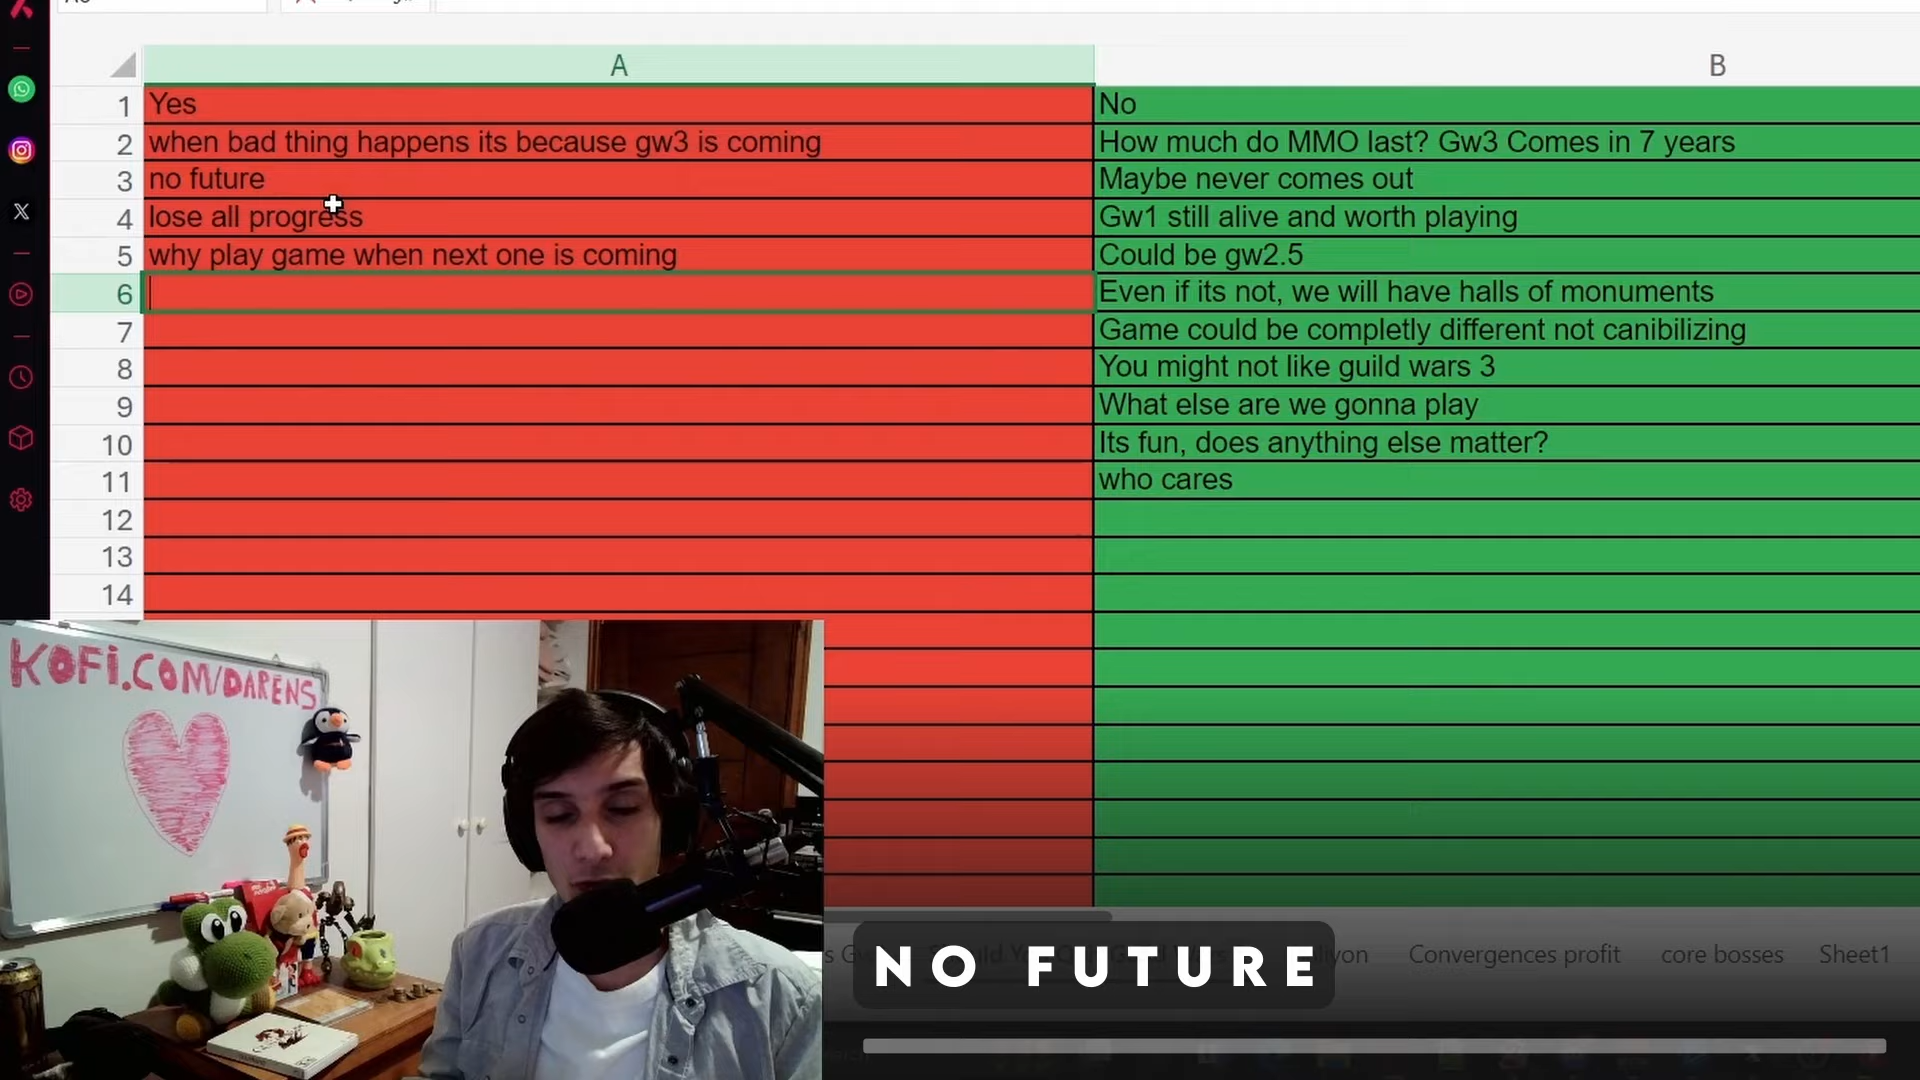 A
B
1
Yes
No
2
when bad thing happens its because gw3 is coming
How much do MMO last? Gw3 Comes in 7 years
3
no future
Maybe never comes out
4
lose all progress
Gw1 still alive and worth playing
5
why play game when next one is coming
Could be gw2.5
6
Even if its not, we will have halls of monuments
7
Game could be completly different not canibilizing
8
You might not like guild wars 3
9
What else are we gonna play
10
Its fun, does anything else matter?
11
who cares
12
13
14
KOFI.COM/DARENS
NO FUTURE
Convergences profit
core bosses
Sheet1